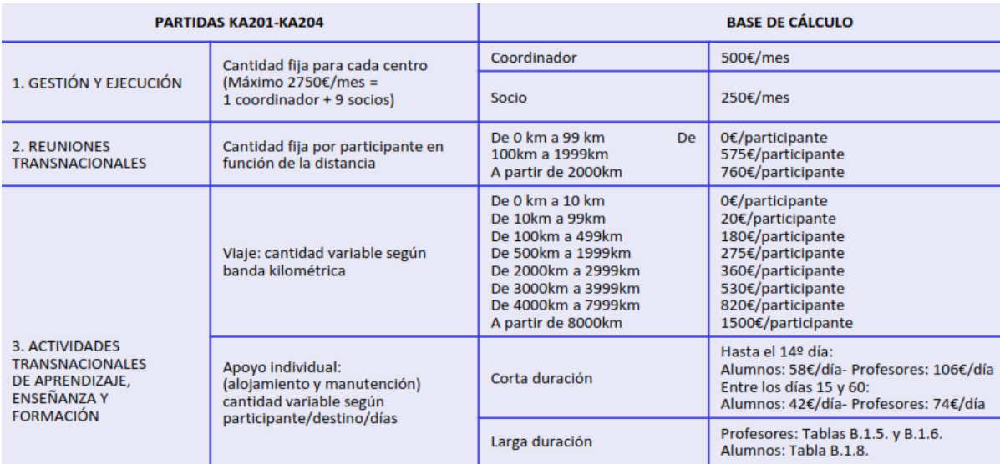 PARTIDAS KA201-KA204
BASE DE CÁLCULO
1. GESTIÓN Y EJECUCIÓN
Cantidad fija para cada centro
(Máximo 2750€/mes =
1 coordinador + 9 socios)
Coordinador
500€/mes
Socio
250€/mes
2. REUNIONES
TRANSNACIONALES
Cantidad fija por participante en
función de la distancia
De 0 km a 99 km De
100km a 1999km
A partir de 2000km
0€/participante
575€/participante
760€/participante
3. ACTIVIDADES
TRANSNACIONALES
DE APRENDIZAJE,
ENSEÑANZA Y
FORMACIÓN
Viaje: cantidad variable según
banda kilométrica
De 0 km a 10 km
De 10km a 99km
De 100km a 499km
De 500km a 1999km
De 2000km a 2999km
De 3000km a 3999km
De 4000km a 7999km
A partir de 8000km
0€/participante
20€/participante
180€/participante
275€/participante
360€/participante
530€/participante
820€/participante
1500€/participante
Apoyo individual:
(alojamiento y manutención)
cantidad variable según
participante/destino/días
Corta duración
Hasta el 14º día:
Alumnos: 58€/día- Profesores: 106€/día
Entre los días 15 y 60:
Alumnos: 42€/día- Profesores: 74€/día
Larga duración
Profesores: Tablas B.1.5. y B.1.6.
Alumnos: Tabla B.1.8.